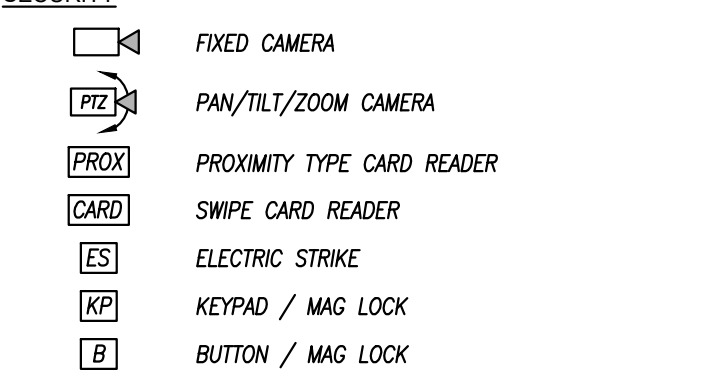 SECURITY
FIXED CAMERA
PTZ PAN/TILT/ZOOM CAMERA
PROX PROXIMITY TYPE CARD READER
CARD SWIPE CARD READER
ES ELECTRIC STRIKE
KP KEYPAD / MAG LOCK
B BUTTON / MAG LOCK